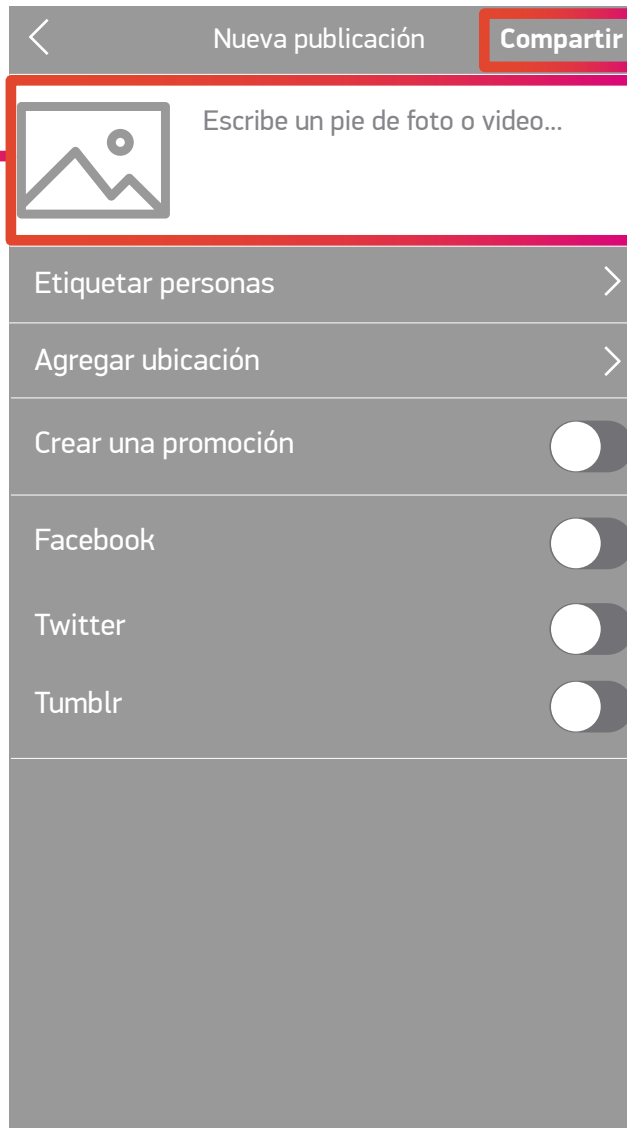 Nueva publicación Compartir
Escribe un pie de foto o video...
Etiquetar personas
Agregar ubicación
Crear una promoción
Facebook
Twitter
Tumblr